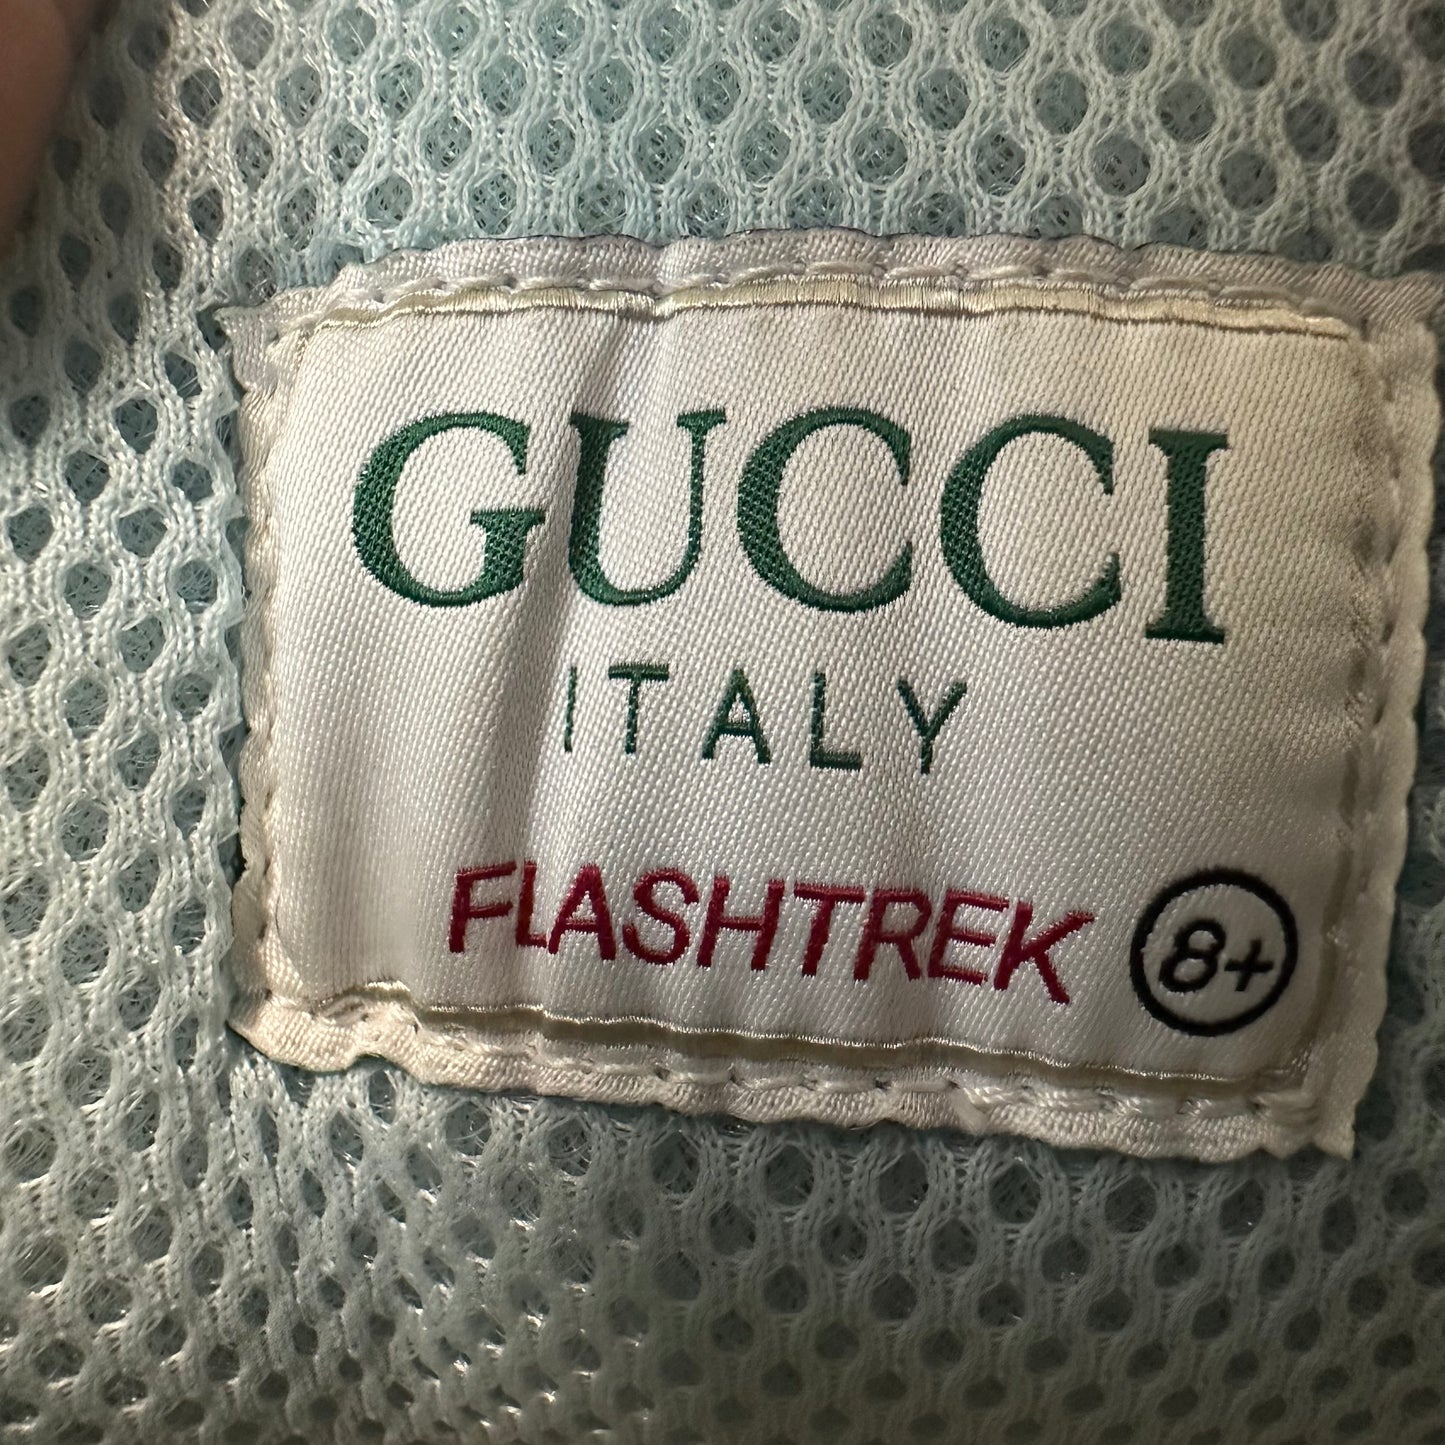 GUCCI
ITALY
FLASHTREK 8+